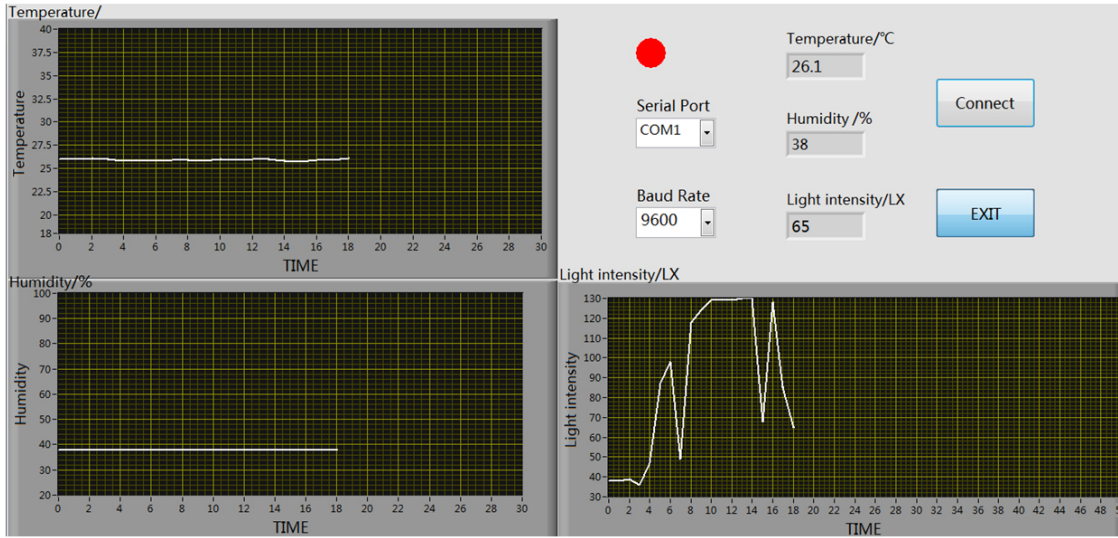 Temperature/
40
37.5
35
32.5
30
27.5
25
22.5
20
18
Temperature
0 2 4 6 8 10 12 14 16 18 20 22 24 26 28 30
TIME
Serial Port
COM1
Baud Rate
9600
Temperature/℃
26.1
Humidity /%
38
Light intensity/LX
65
Connect
EXIT
Humidity/%
100
90
80
70
60
50
40
30
20
Humidity
0 2 4 6 8 10 12 14 16 18 20 22 24 26 28 30
TIME
Light intensity/LX
130
120
110
100
90
80
70
60
50
40
30
Light intensity
0 2 4 6 8 10 12 14 16 18 20 22 24 26 28 30 32 34 36 38 40 42 44 46 48
TIME